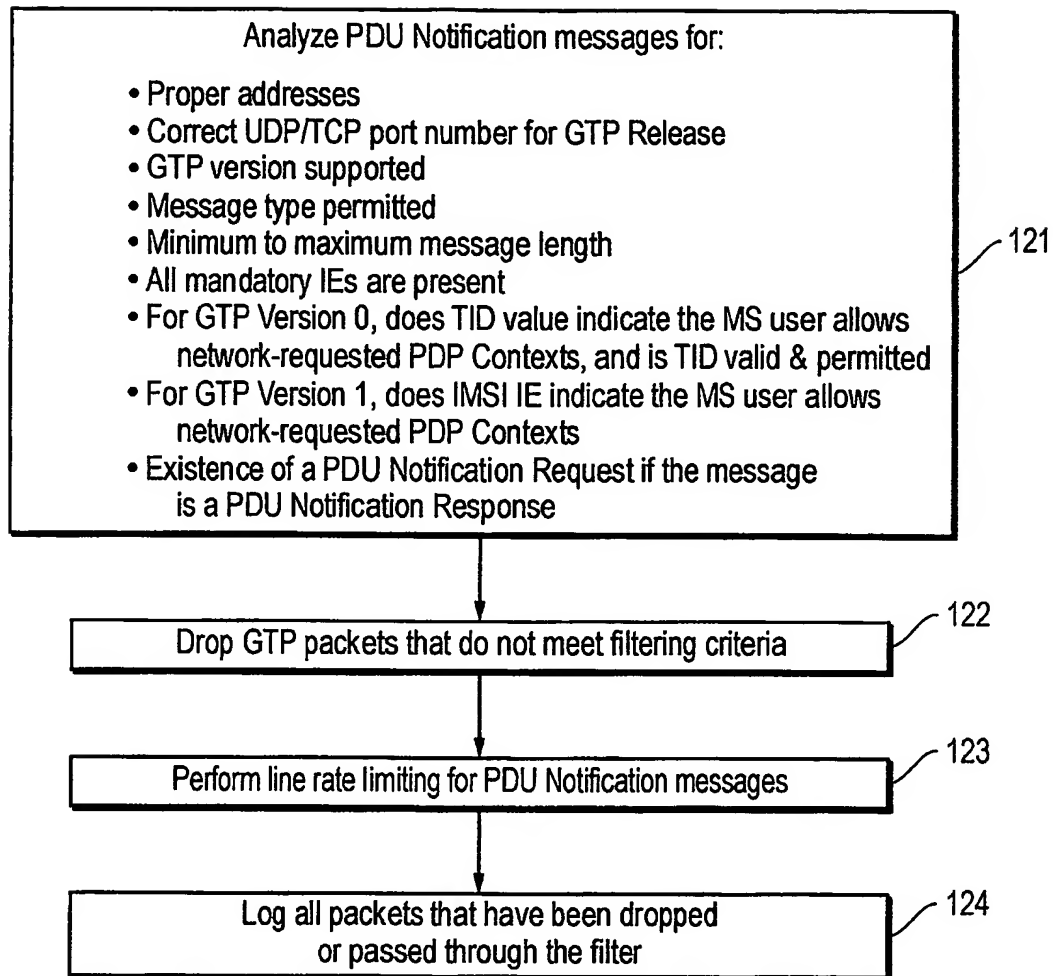 Analyze PDU Notification messages for:
• Proper addresses
• Correct UDP/TCP port number for GTP Release
• GTP version supported
• Message type permitted
• Minimum to maximum message length
• All mandatory IEs are present
• For GTP Version 0, does TID value indicate the MS user allows
network-requested PDP Contexts, and is TID valid & permitted
• For GTP Version 1, does IMSI IE indicate the MS user allows
network-requested PDP Contexts
• Existence of a PDU Notification Request if the message
is a PDU Notification Response
121
122
Drop GTP packets that do not meet filtering criteria
123
Perform line rate limiting for PDU Notification messages
124
Log all packets that have been dropped
or passed through the filter